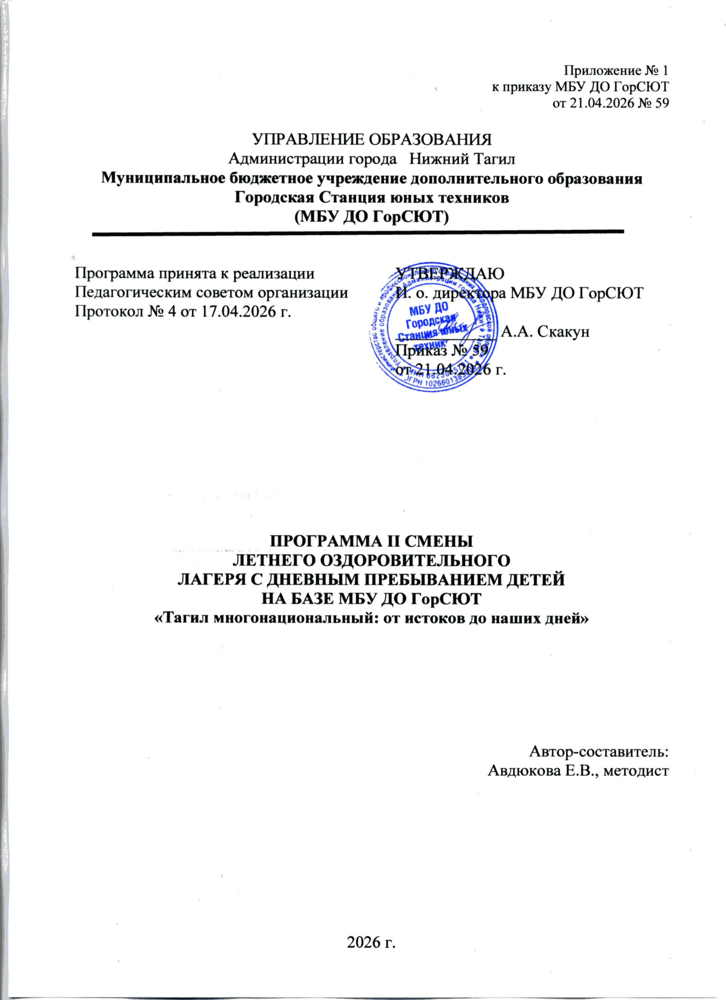 Приложение № 1
к приказу МБУ ДО ГорСЮТ
от 21.04.2026 № 59
УПРАВЛЕНИЕ ОБРАЗОВАНИЯ
Администрации города Нижний Тагил
Муниципальное бюджетное учреждение дополнительного образования
Городская Станция юных техников
(МБУ ДО ГорСЮТ)
Программа принята к реализации
Педагогическим советом организации
Протокол № 4 от 17.04.2026 г.
УТВЕРЖДАЮ
И. о. директора МБУ ДО ГорСЮТ
А.А. Скакун
Приказ № 59
от 21.04.2026 г.
МБУ ДО
Городская
Станция юных
техник
ПРОГРАММА II СМЕНЫ
ЛЕТНЕГО ОЗДОРОВИТЕЛЬНОГО
ЛАГЕРЯ С ДНЕВНЫМ ПРЕБЫВАНИЕМ ДЕТЕЙ
НА БАЗЕ МБУ ДО ГорСЮТ
«Тагил многонациональный: от истоков до наших дней»
Автор-составитель:
Авдюкова Е.В., методист
2026 г.